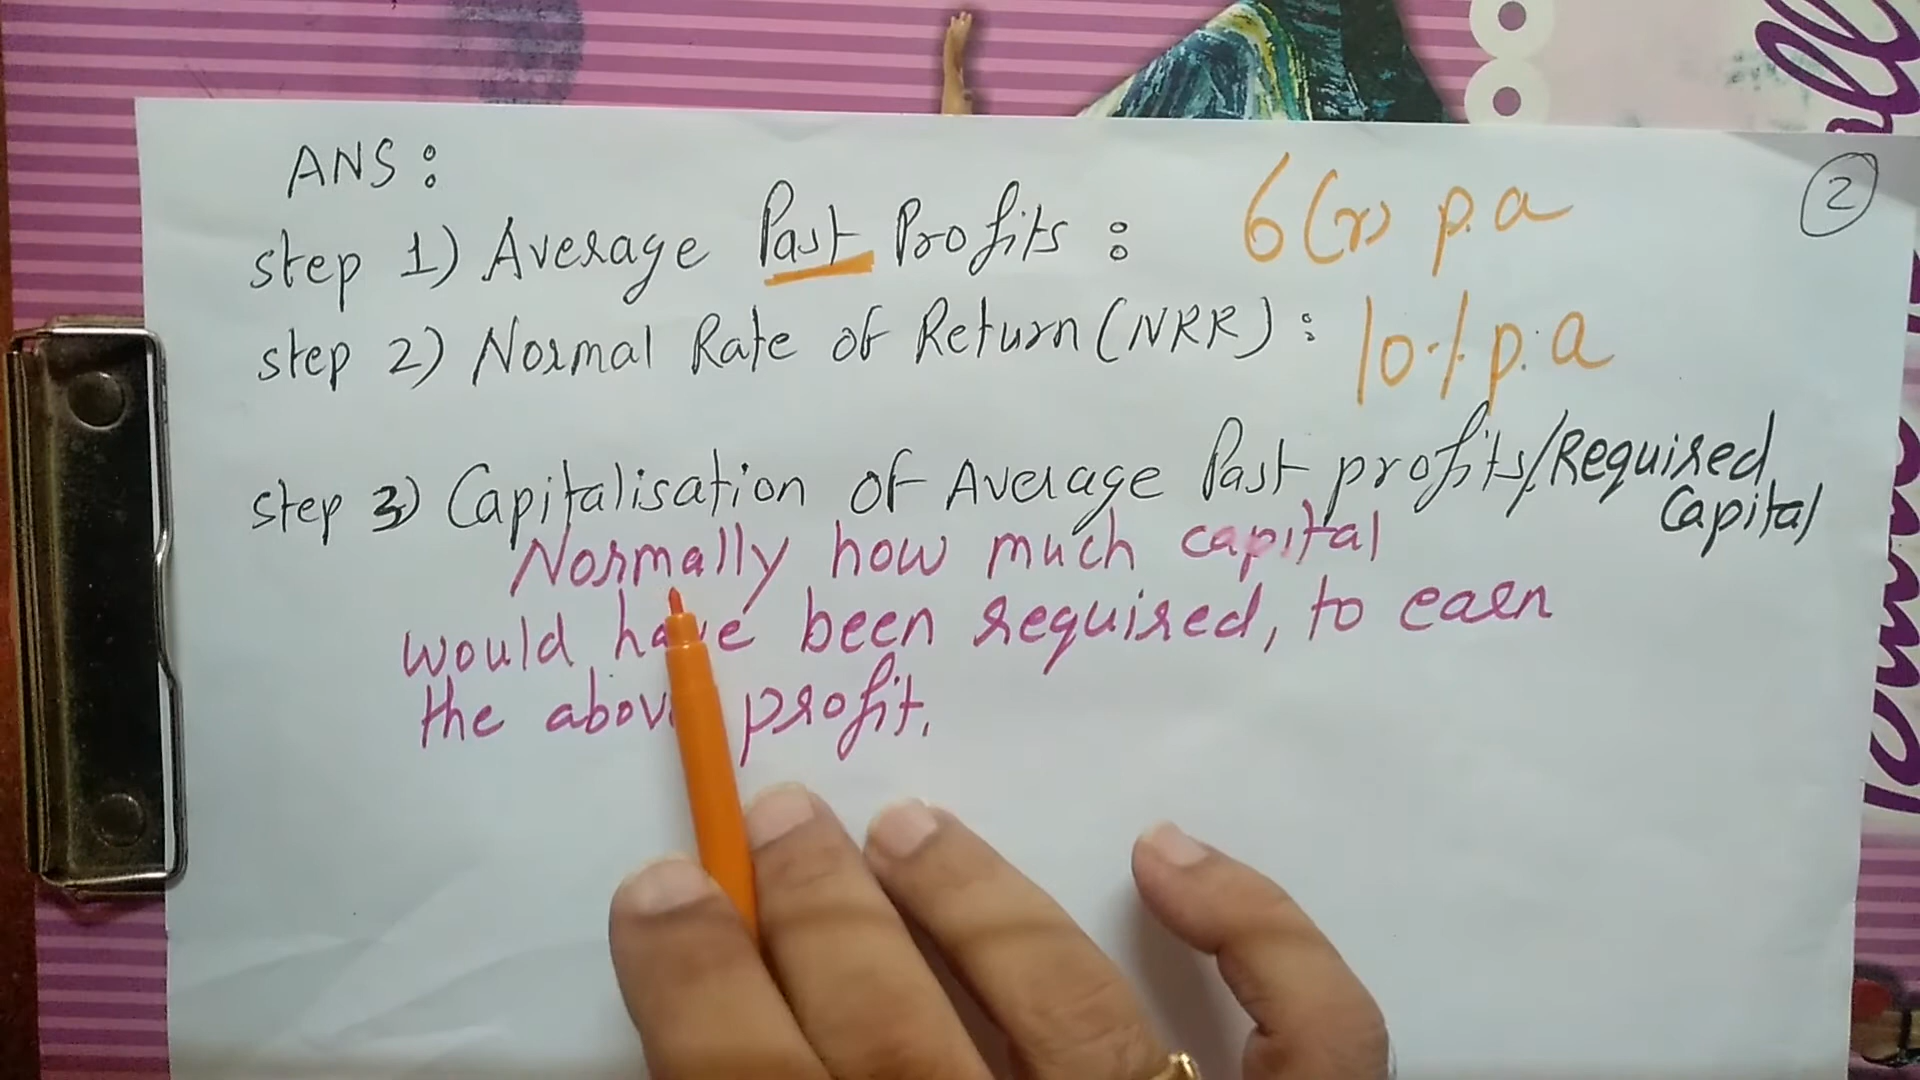 ANS :
②
step 1) Average Past Profits : 6(r) p.a
step 2) Normal Rate of Return (NRR) : 10% p.a
step 3) Capitalisation of Average Past profits/Required
Capital
Normally how much capital
would have been required, to earn
the above profit.